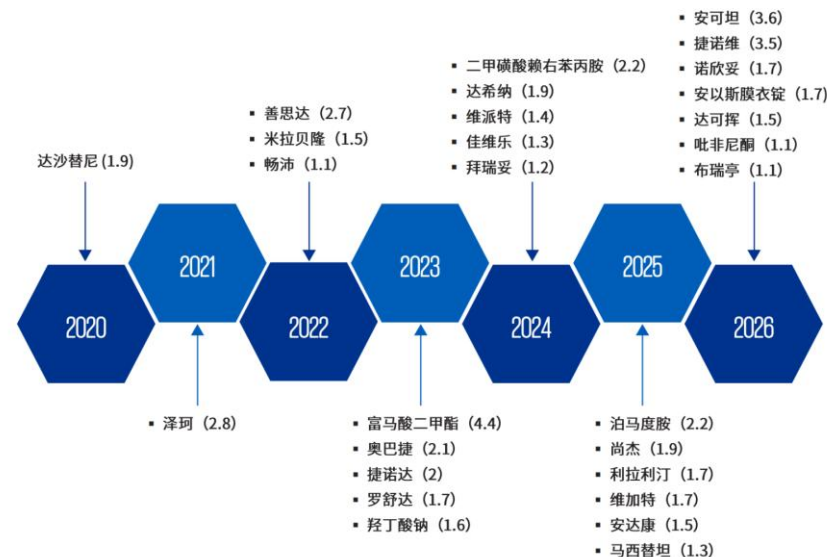 ▪ 安可坦（3.6）
▪ 捷诺维（3.5）
▪ 诺欣妥（1.7）
▪ 安以斯膜衣锭（1.7）
▪ 达可挥（1.5）
▪ 吡非尼酮（1.1）
▪ 布瑞亭（1.1）
▪ 二甲磺酸赖右苯丙胺（2.2）
▪ 达希纳（1.9）
▪ 维派特（1.4）
▪ 佳维乐（1.3）
▪ 拜瑞妥（1.2）
▪ 善思达（2.7）
▪ 米拉贝隆（1.5）
▪ 畅沛（1.1）
达沙替尼 (1.9)
2020
2021
2022
2023
2024
2025
2026
▪ 泽珂（2.8）
▪ 富马酸二甲酯（4.4）
▪ 奥巴捷（2.1）
▪ 捷诺达（2）
▪ 罗舒达（1.7）
▪ 羟丁酸钠（1.6）
▪ 泊马度胺（2.2）
▪ 尚杰（1.9）
▪ 利拉利汀（1.7）
▪ 维加特（1.7）
▪ 安达康（1.5）
▪ 马西替坦（1.3）